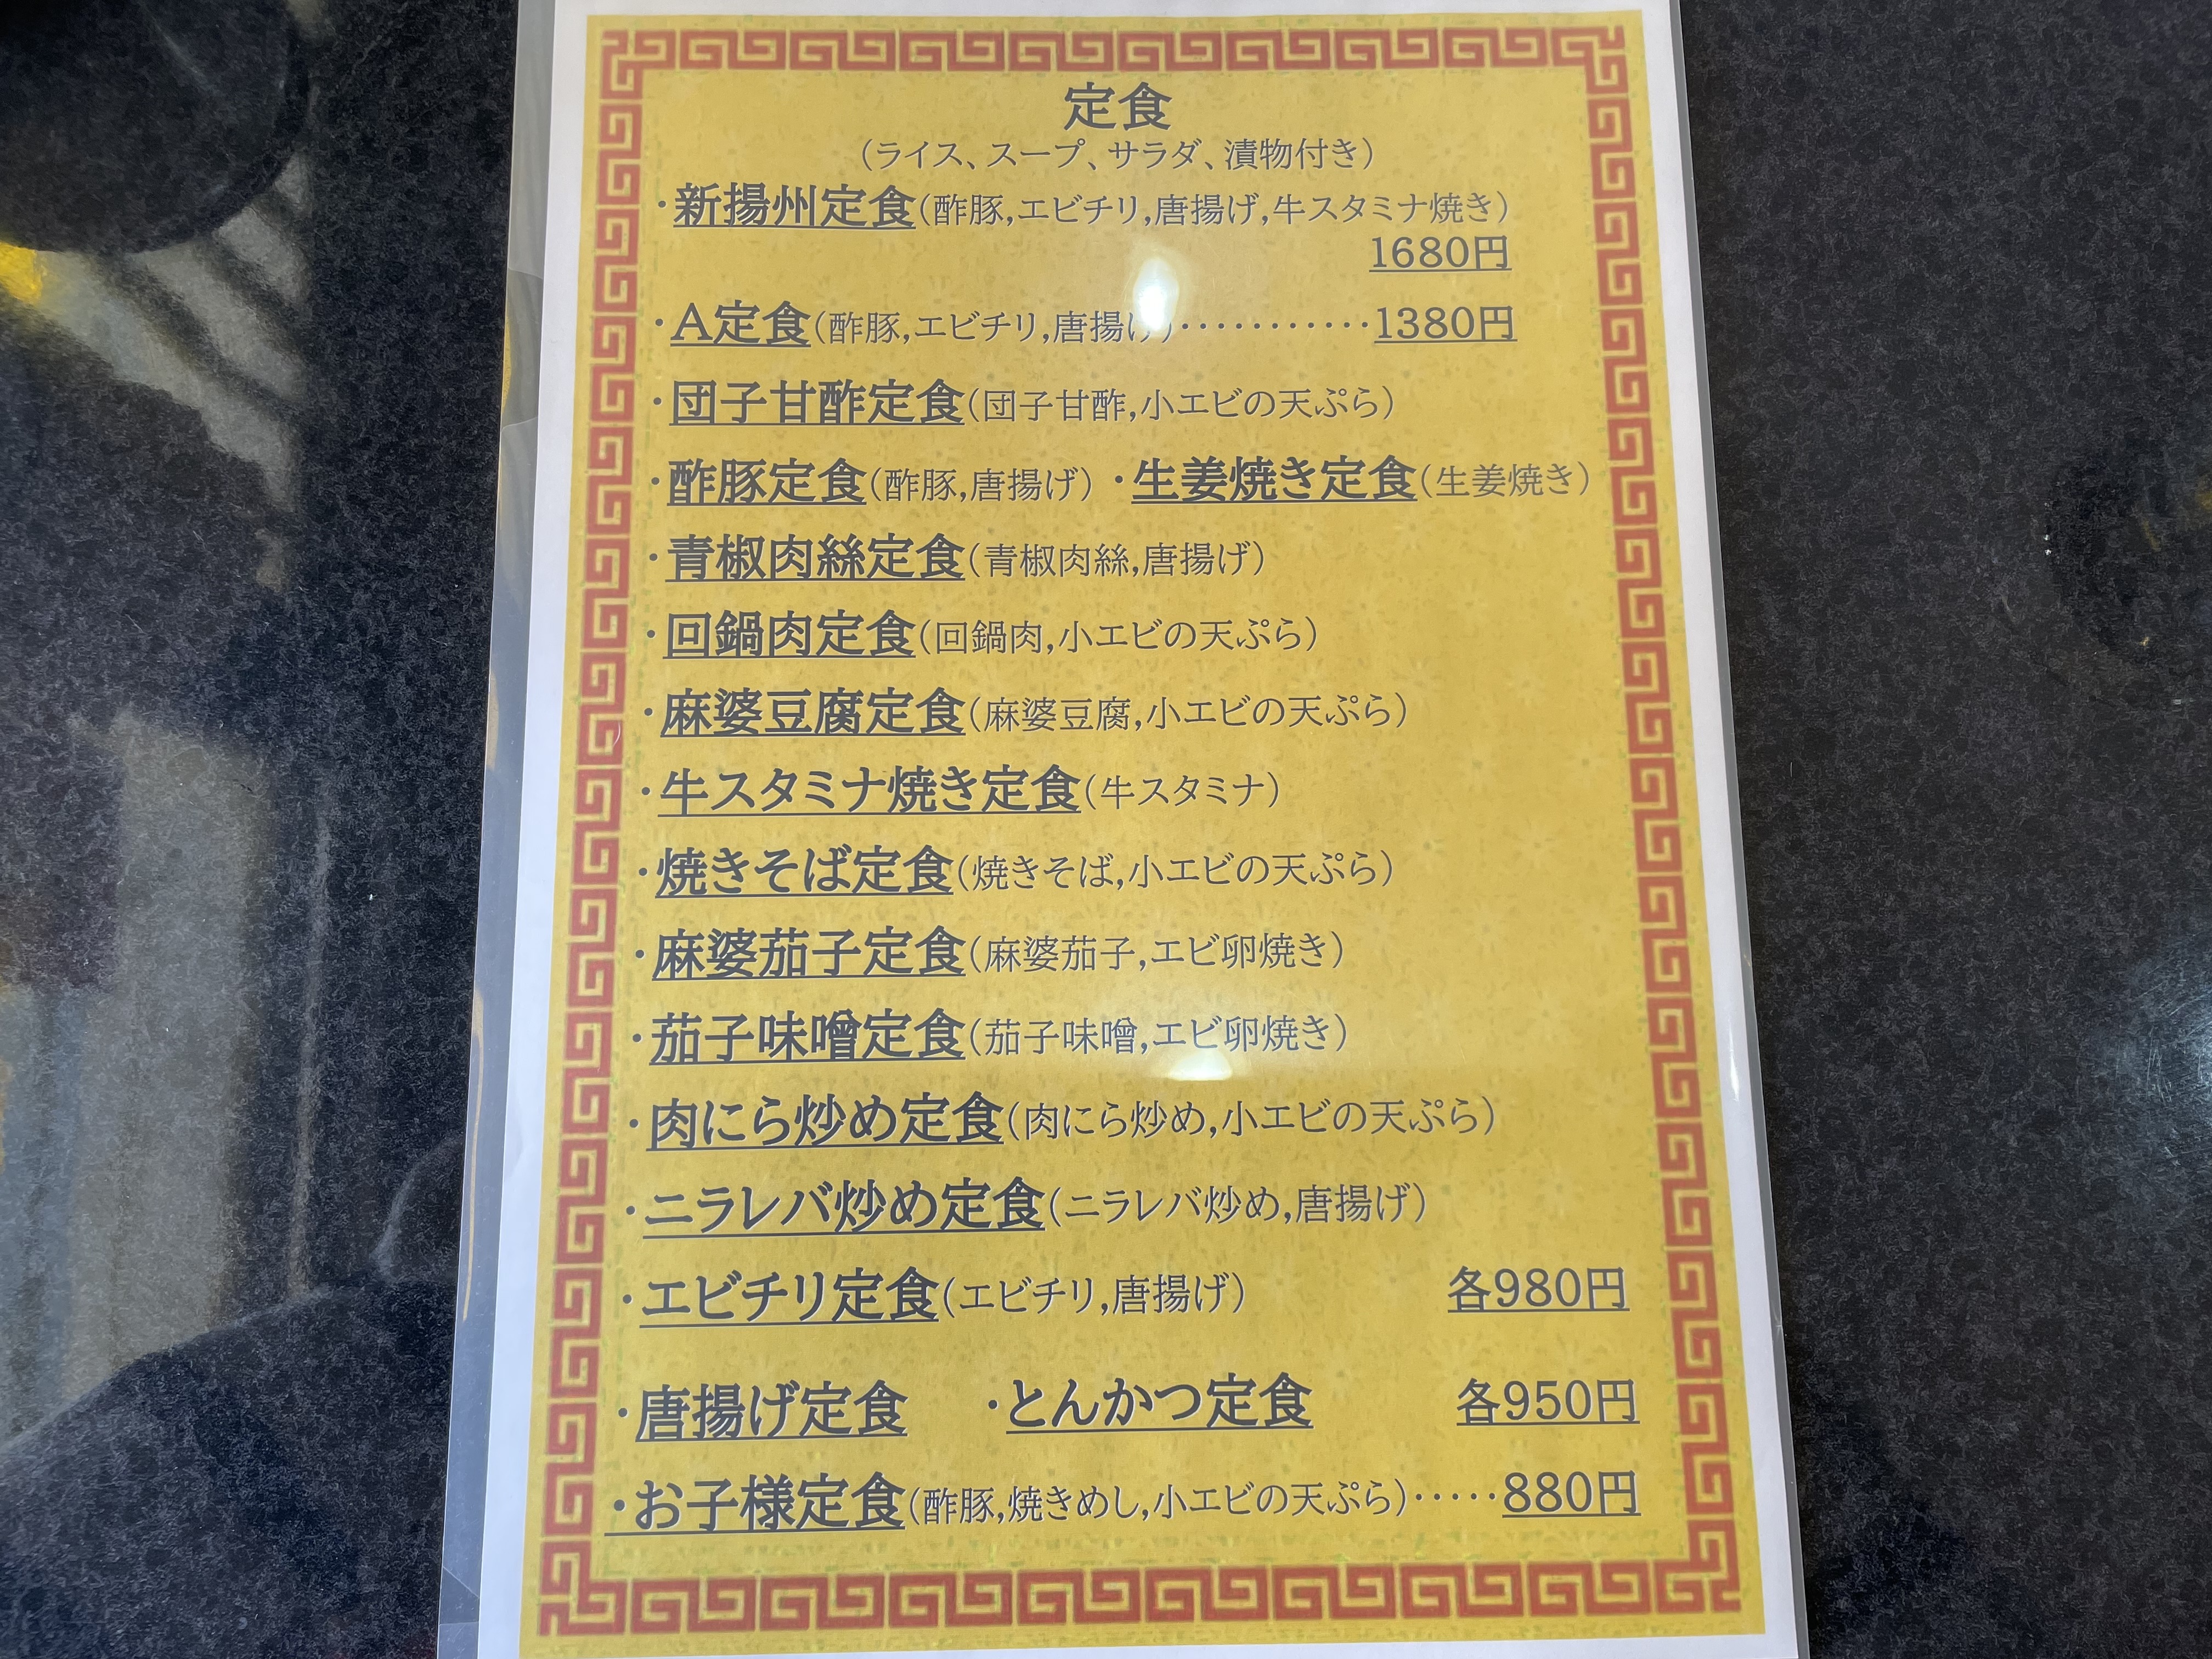 定食
（ライス、スープ、サラダ、漬物付き）
・新揚州定食(酢豚,エビチリ,唐揚げ,牛スタミナ焼き)
1680円
・A定食(酢豚,エビチリ,唐揚げ)···········1380円
・団子甘酢定食(団子甘酢,小エビの天ぷら)
・酢豚定食(酢豚,唐揚げ) ・生姜焼き定食(生姜焼き)
・青椒肉絲定食(青椒肉絲,唐揚げ)
・回鍋肉定食(回鍋肉,小エビの天ぷら)
・麻婆豆腐定食(麻婆豆腐,小エビの天ぷら)
・牛スタミナ焼き定食(牛スタミナ)
・焼きそば定食(焼きそば,小エビの天ぷら)
・麻婆茄子定食(麻婆茄子,エビ卵焼き)
・茄子味噌定食(茄子味噌,エビ卵焼き)
・肉にら炒め定食(肉にら炒め,小エビの天ぷら)
・ニラレバ炒め定食(ニラレバ炒め,唐揚げ)
・エビチリ定食(エビチリ,唐揚げ) 各980円
・唐揚げ定食 ・とんかつ定食 各950円
・お子様定食(酢豚,焼きめし,小エビの天ぷら)·····880円